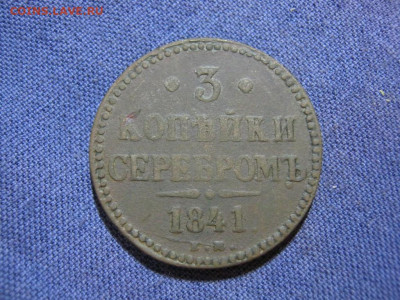 COINS.LAVE.RU
· 3 ·
КОПѢЙКИ
СЕРЕБРОМЪ
1841